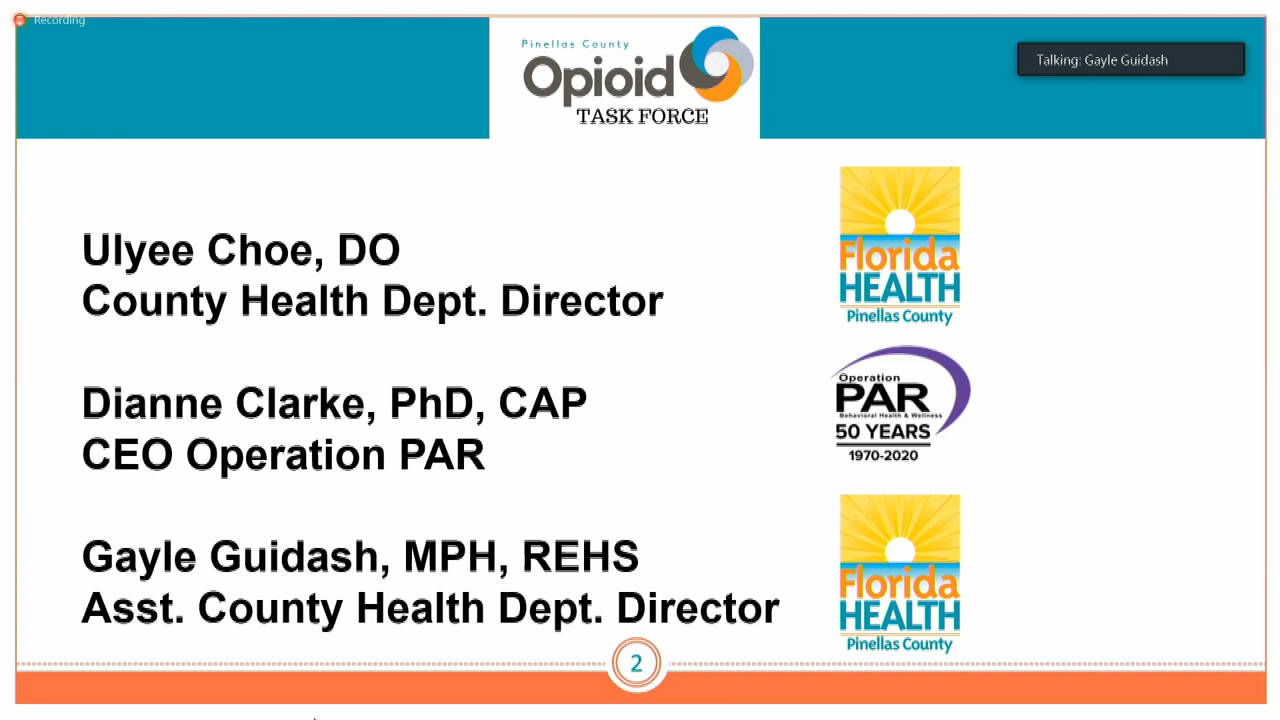 Recording
Pinellas County
Opioid
TASK FORCE
Talking: Gayle Guidash
Ulyee Choe, DO
County Health Dept. Director
Florida
HEALTH
Pinellas County
Dianne Clarke, PhD, CAP
CEO Operation PAR
Operation
PAR
Behavioral Health & Wellness
50 YEARS
1970-2020
Gayle Guidash, MPH, REHS
Asst. County Health Dept. Director
Florida
HEALTH
Pinellas County
2